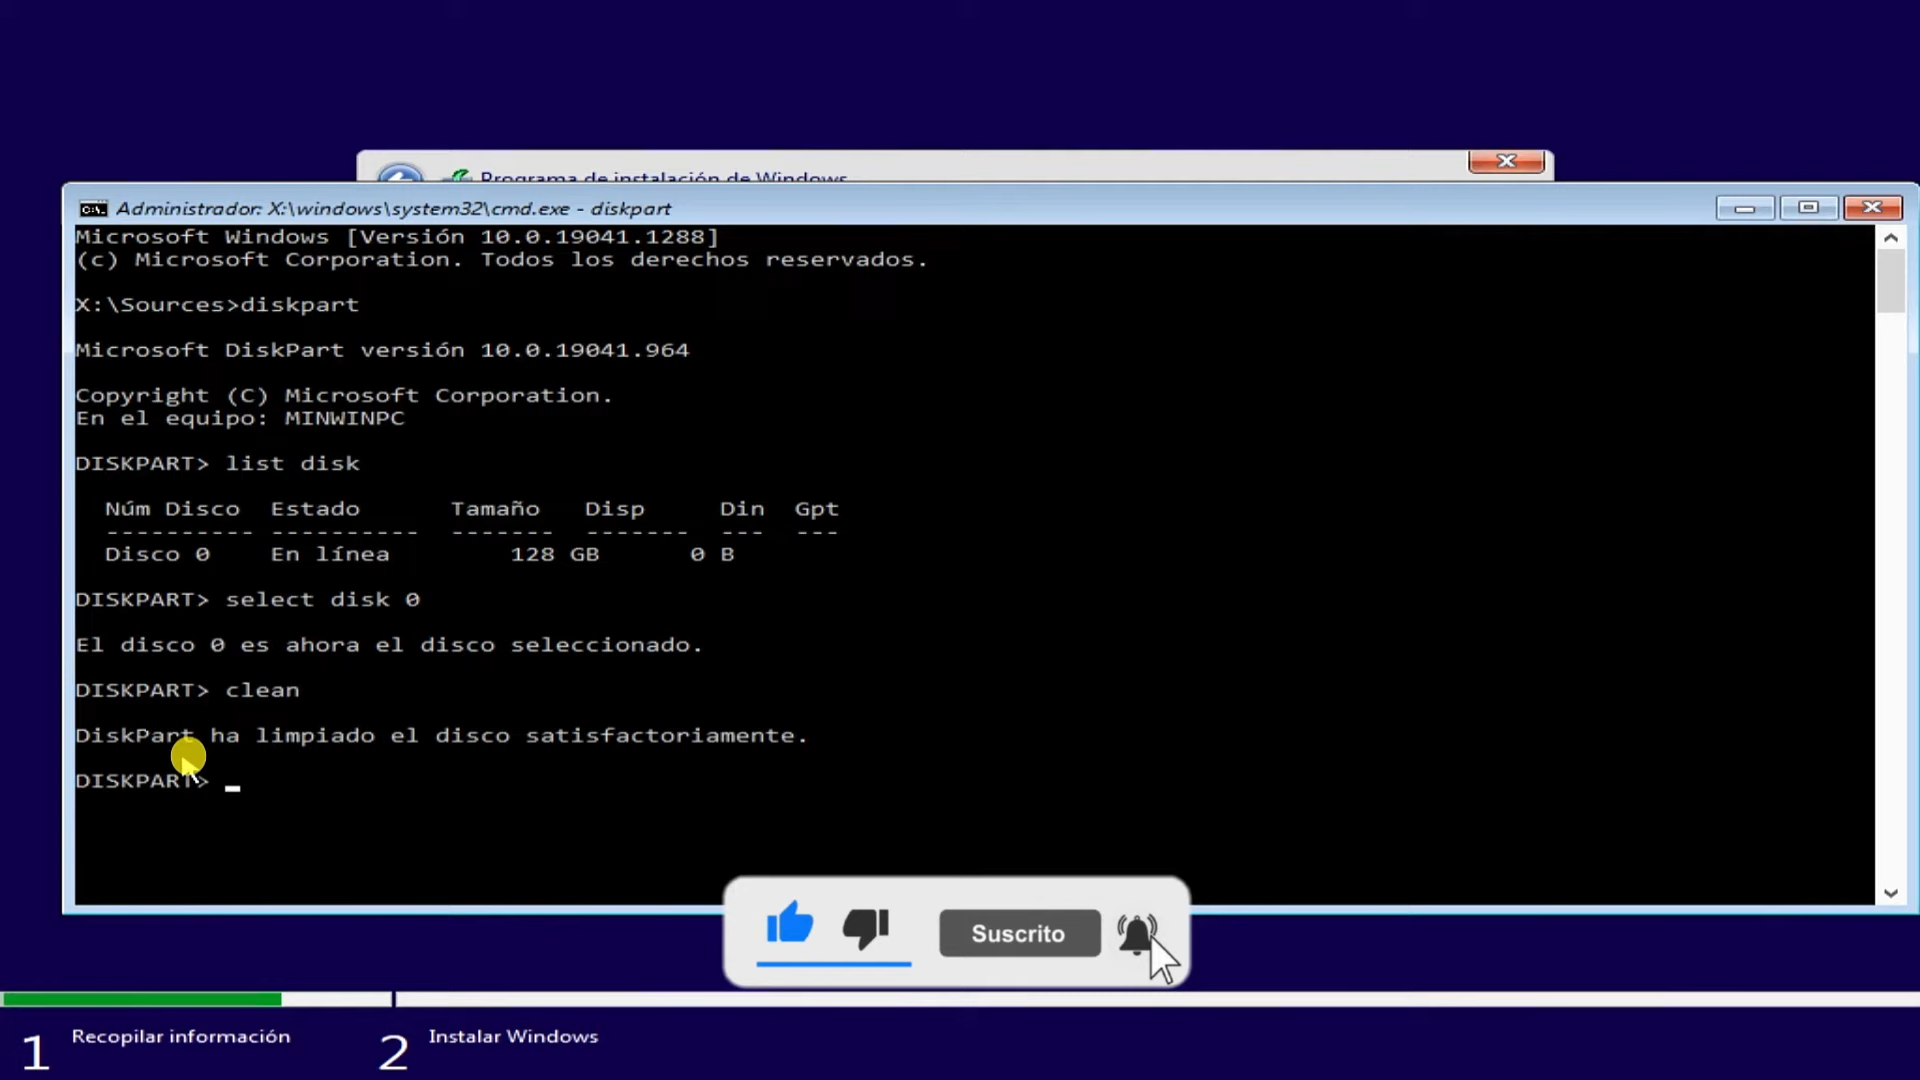 Programa de instalación de Windows
Administrador: X:\windows\system32\cmd.exe - diskpart
Microsoft Windows [Versión 10.0.19041.1288]
(c) Microsoft Corporation. Todos los derechos reservados.
X:\Sources>diskpart
Microsoft DiskPart versión 10.0.19041.964
Copyright (C) Microsoft Corporation.
En el equipo: MINWINPC
DISKPART> list disk
Núm Disco  Estado      Tamaño   Disp     Din  Gpt
----------  ----------  -------  -------  ---  ---
Disco 0    En línea        128 GB      0 B
DISKPART> select disk 0
El disco 0 es ahora el disco seleccionado.
DISKPART> clean
DiskPart ha limpiado el disco satisfactoriamente.
DISKPART> _
Suscrito
1 Recopilar información
2 Instalar Windows